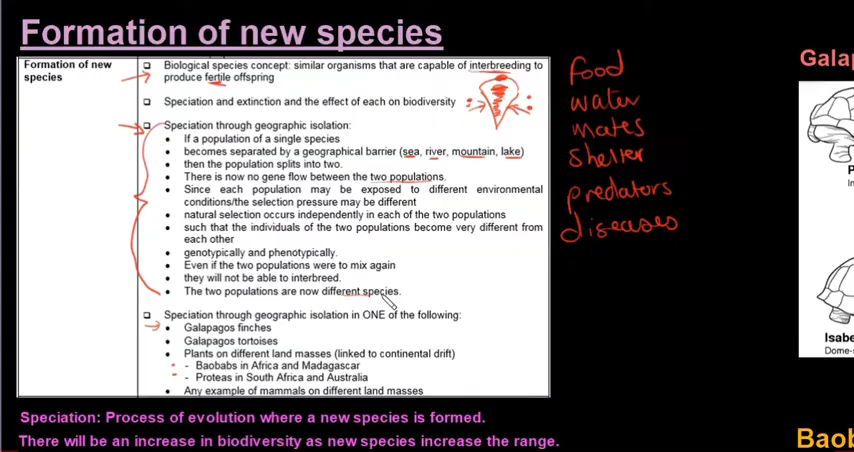 Formation of new species
Formation of new
species
Biological species concept: similar organisms that are capable of interbreeding to
produce fertile offspring
Speciation and extinction and the effect of each on biodiversity
Speciation through geographic isolation:
If a population of a single species
becomes separated by a geographical barrier (sea, river, mountain, lake)
then the population splits into two.
There is now no gene flow between the two populations.
Since each population may be exposed to different environmental
conditions/the selection pressure may be different
natural selection occurs independently in each of the two populations
such that the individuals of the two populations become very different from
each other
genotypically and phenotypically.
Even if the two populations were to mix again
they will not be able to interbreed.
The two populations are now different species.
Speciation through geographic isolation in ONE of the following:
Galapagos finches
Galapagos tortoises
Plants on different land masses (linked to continental drift)
- Baobabs in Africa and Madagascar
- Proteas in South Africa and Australia
Any example of mammals on different land masses
Speciation: Process of evolution where a new species is formed.
There will be an increase in biodiversity as new species increase the range.
food
water
mates
shelter
predators
diseases
Galap
P
In
Isabe
Dome-s
Baob